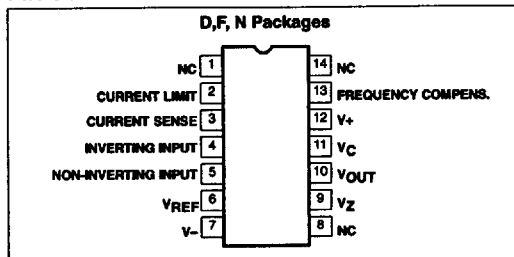 D,F, N Packages
NC 1
CURRENT LIMIT 2
CURRENT SENSE 3
INVERTING INPUT 4
NON-INVERTING INPUT 5
VREF 6
V– 7
14 NC
13 FREQUENCY COMPENS.
12 V+
11 VC
10 VOUT
9 VZ
8 NC